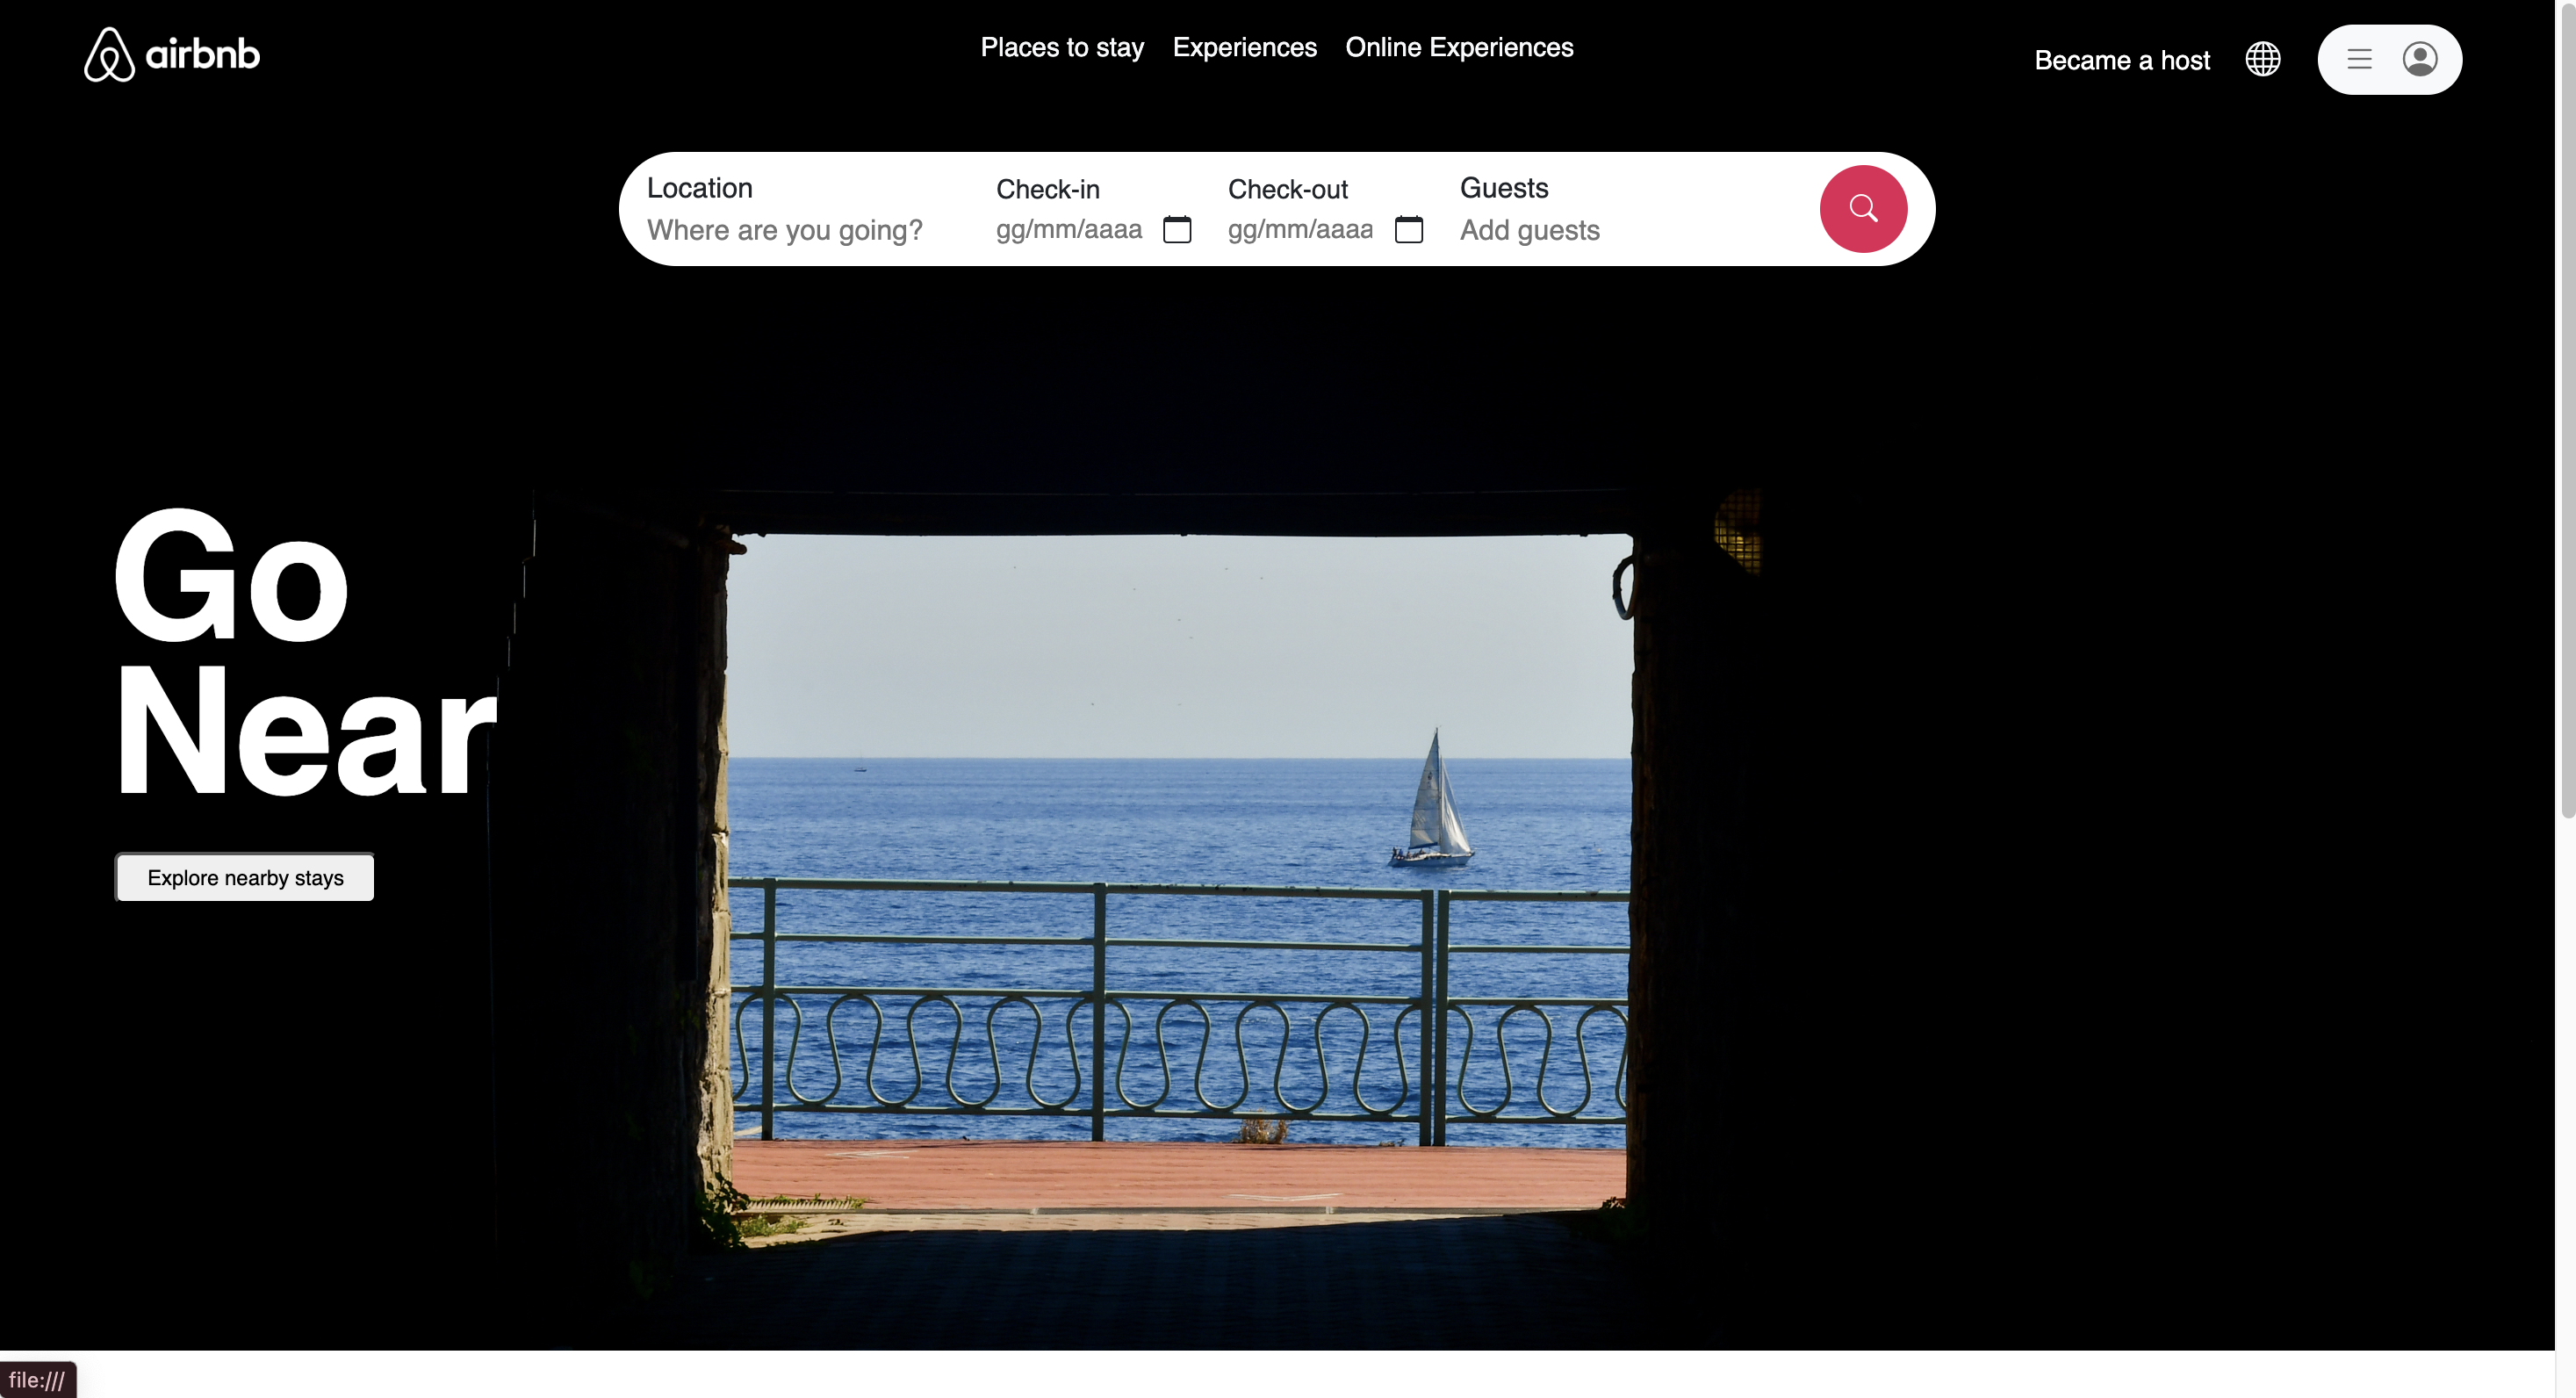 airbnb
Places to stay Experiences Online Experiences
Became a host
Location Check-in Check-out Guests
Where are you going? gg/mm/aaaa gg/mm/aaaa Add guests
Go
Near
Explore nearby stays
file:///